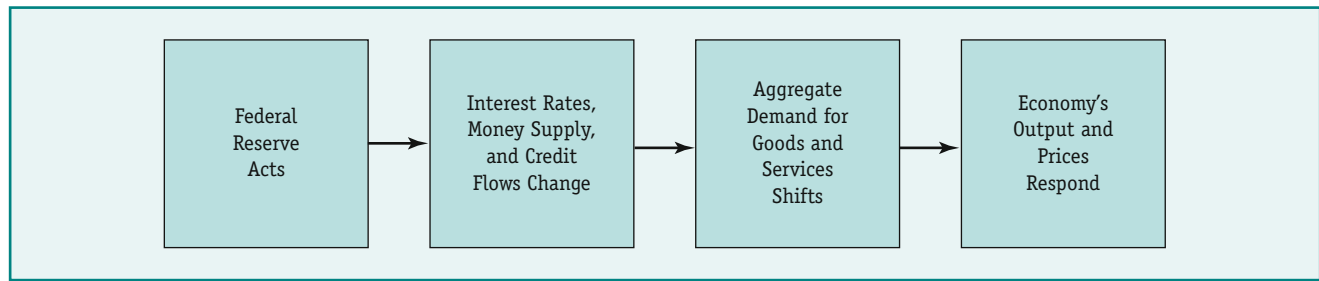 Federal
Reserve
Acts
Interest Rates,
Money Supply,
and Credit
Flows Change
Aggregate
Demand for
Goods and
Services
Shifts
Economy's
Output and
Prices
Respond